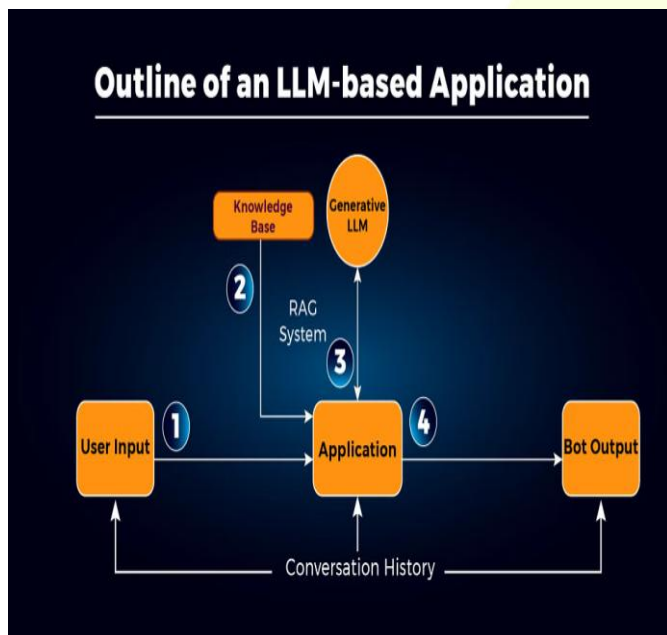 Outline of an LLM-based Application
Knowledge
Base
Generative
LLM
2
RAG
System
3
User Input
1
Application
4
Bot Output
Conversation History